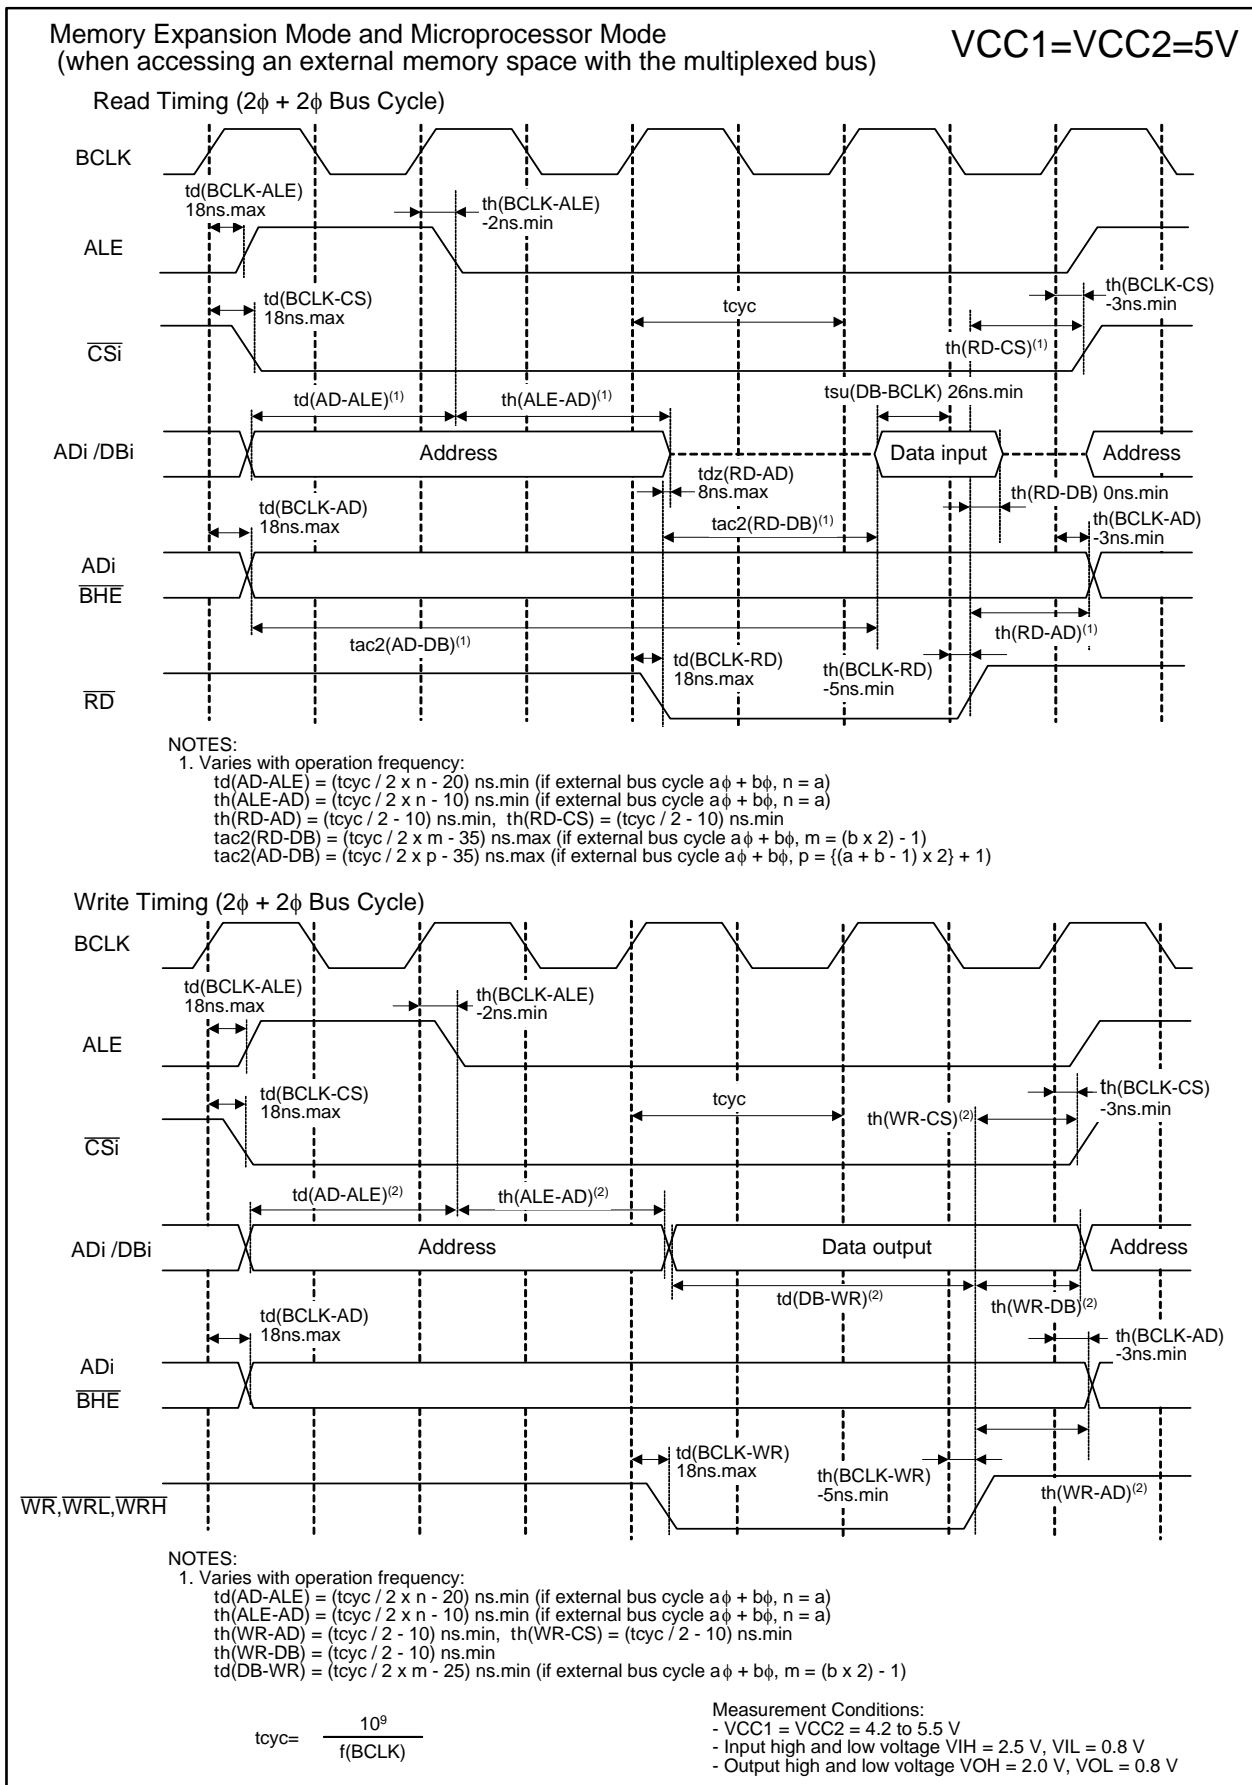 Memory Expansion Mode and Microprocessor Mode
(when accessing an external memory space with the multiplexed bus)
VCC1=VCC2=5V
Read Timing (2ϕ + 2ϕ Bus Cycle)
BCLK
td(BCLK-ALE)
18ns.max
th(BCLK-ALE)
-2ns.min
ALE
td(BCLK-CS)
18ns.max
tcyc
th(BCLK-CS)
-3ns.min
CSi
th(RD-CS)(1)
td(AD-ALE)(1)
th(ALE-AD)(1)
tsu(DB-BCLK) 26ns.min
ADi /DBi
Address
Data input
Address
tdz(RD-AD)
8ns.max
th(RD-DB) 0ns.min
td(BCLK-AD)
18ns.max
tac2(RD-DB)(1)
th(BCLK-AD)
-3ns.min
ADi
BHE
tac2(AD-DB)(1)
th(RD-AD)(1)
td(BCLK-RD)
18ns.max
th(BCLK-RD)
-5ns.min
RD
NOTES:
1. Varies with operation frequency:
td(AD-ALE) = (tcyc / 2 x n - 20) ns.min (if external bus cycle aϕ + bϕ, n = a)
th(ALE-AD) = (tcyc / 2 x n - 10) ns.min (if external bus cycle aϕ + bϕ, n = a)
th(RD-AD) = (tcyc / 2 - 10) ns.min, th(RD-CS) = (tcyc / 2 - 10) ns.min
tac2(RD-DB) = (tcyc / 2 x m - 35) ns.max (if external bus cycle aϕ + bϕ, m = (b x 2) - 1)
tac2(AD-DB) = (tcyc / 2 x p - 35) ns.max (if external bus cycle aϕ + bϕ, p = {(a + b - 1) x 2} + 1)
Write Timing (2ϕ + 2ϕ Bus Cycle)
BCLK
td(BCLK-ALE)
18ns.max
th(BCLK-ALE)
-2ns.min
ALE
td(BCLK-CS)
18ns.max
tcyc
th(WR-CS)(2)
th(BCLK-CS)
-3ns.min
CSi
td(AD-ALE)(2)
th(ALE-AD)(2)
ADi /DBi
Address
Data output
Address
td(DB-WR)(2)
th(WR-DB)(2)
td(BCLK-AD)
18ns.max
th(BCLK-AD)
-3ns.min
ADi
BHE
td(BCLK-WR)
18ns.max
th(BCLK-WR)
-5ns.min
th(WR-AD)(2)
WR,WRL,WRH
NOTES:
1. Varies with operation frequency:
td(AD-ALE) = (tcyc / 2 x n - 20) ns.min (if external bus cycle aϕ + bϕ, n = a)
th(ALE-AD) = (tcyc / 2 x n - 10) ns.min (if external bus cycle aϕ + bϕ, n = a)
th(WR-AD) = (tcyc / 2 - 10) ns.min, th(WR-CS) = (tcyc / 2 - 10) ns.min
th(WR-DB) = (tcyc / 2 - 10) ns.min
td(DB-WR) = (tcyc / 2 x m - 25) ns.min (if external bus cycle aϕ + bϕ, m = (b x 2) - 1)
tcyc=
10⁹
f(BCLK)
Measurement Conditions:
- VCC1 = VCC2 = 4.2 to 5.5 V
- Input high and low voltage VIH = 2.5 V, VIL = 0.8 V
- Output high and low voltage VOH = 2.0 V, VOL = 0.8 V